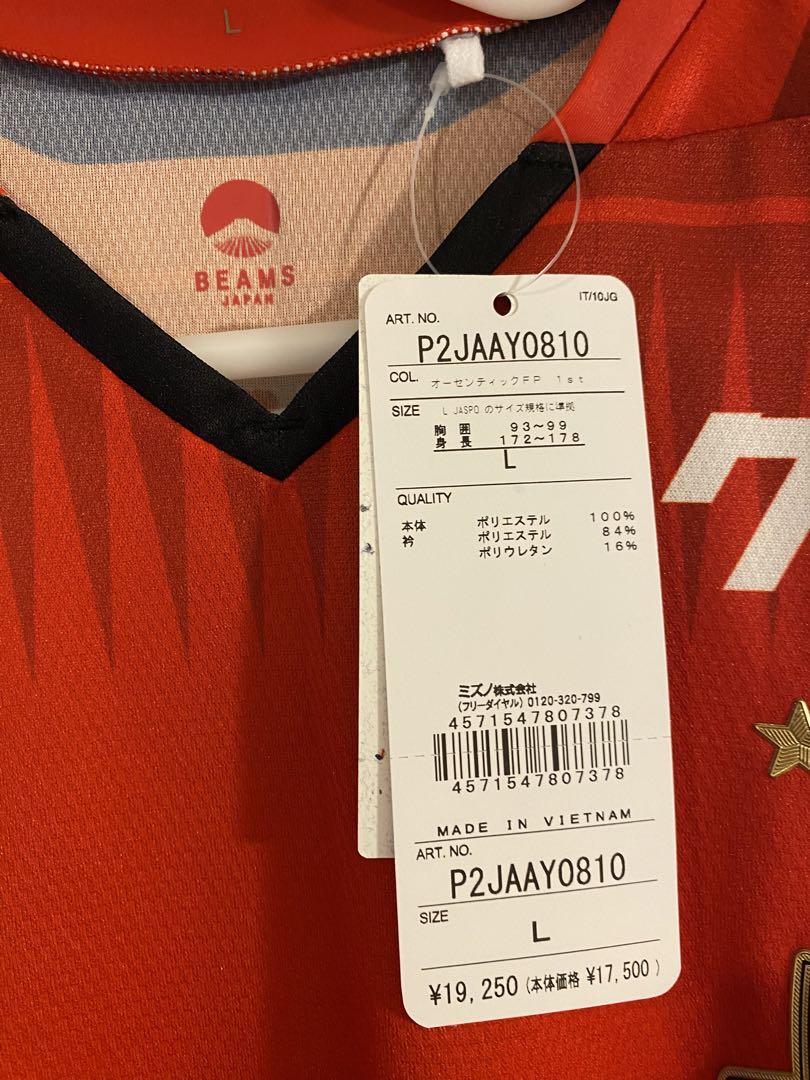 L
BEAMS
JAPAN
IT/10JG
ART. NO.
P2JAAY0810
COL. オーセンティックFP 1st
SIZE L JASPO のサイズ規格に準拠
胸囲 93～99
身長 172～178
L
QUALITY
本体 ポリエステル 100%
衿 ポリエステル 84%
ポリウレタン 16%
ミズノ株式会社
(フリーダイヤル) 0120-320-799
4571547807378
4571547807378
MADE IN VIETNAM
ART. NO.
P2JAAY0810
SIZE
L
¥19,250 (本体価格 ¥17,500 )